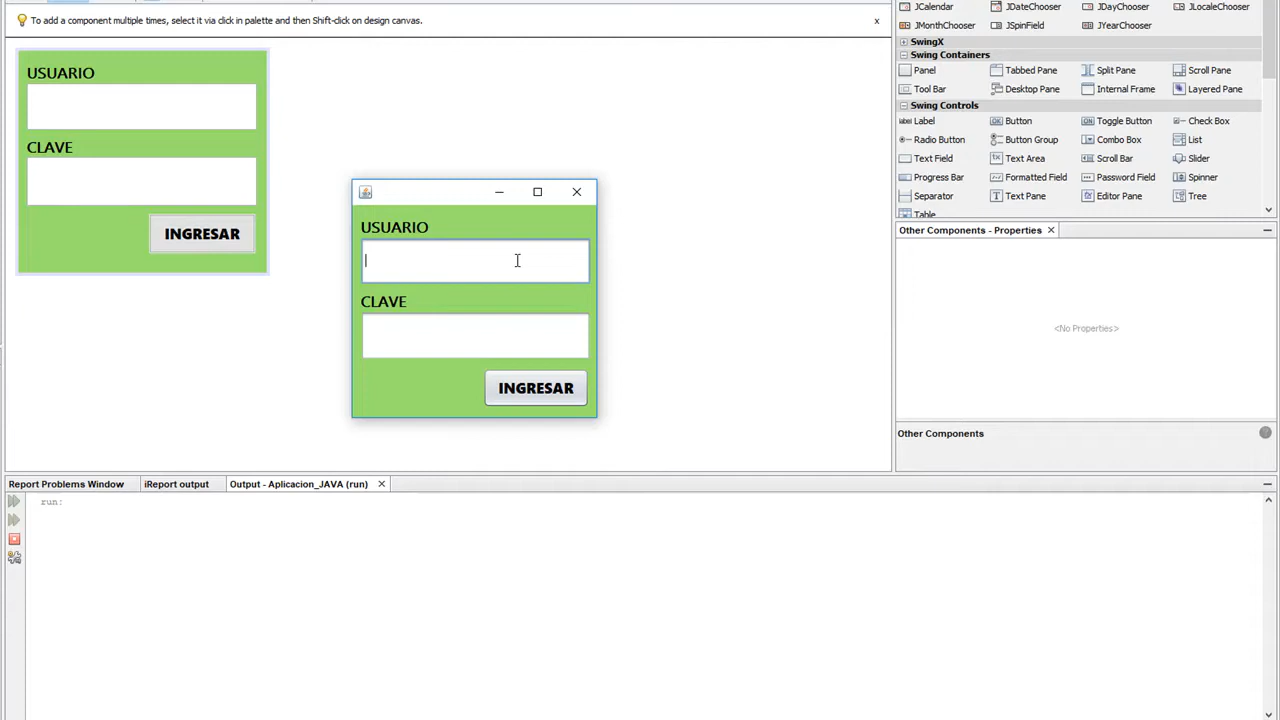 To add a component multiple times, select it via click in palette and then Shift-click on design canvas.
x
USUARIO
CLAVE
INGRESAR
USUARIO
CLAVE
INGRESAR
JCalendar JDateChooser JDayChooser JLocaleChooser
JMonthChooser JSpinField JYearChooser
SwingX
Swing Containers
Panel Tabbed Pane Split Pane Scroll Pane
Tool Bar Desktop Pane Internal Frame Layered Pane
Swing Controls
label Label OK Button ON Toggle Button Check Box
Radio Button Button Group Combo Box List
Text Field Text Area Scroll Bar Slider
Progress Bar Formatted Field Password Field Spinner
Separator Text Pane Editor Pane Tree
Table
Other Components - Properties
<No Properties>
Other Components
Report Problems Window iReport output Output - Aplicacion_JAVA (run)
run: